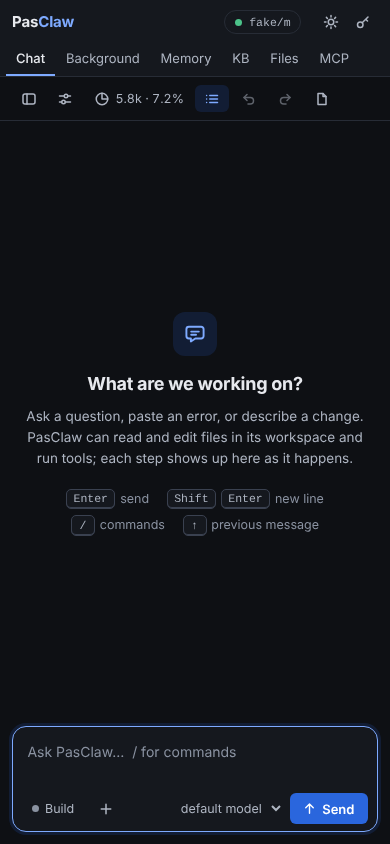 PasClaw
fake/m
Chat Background Memory KB Files MCP
5.8k · 7.2%
What are we working on?
Ask a question, paste an error, or describe a change.
PasClaw can read and edit files in its workspace and
run tools; each step shows up here as it happens.
Enter send Shift Enter new line
/ commands ↑ previous message
Ask PasClaw... / for commands
Build + default model ↑ Send